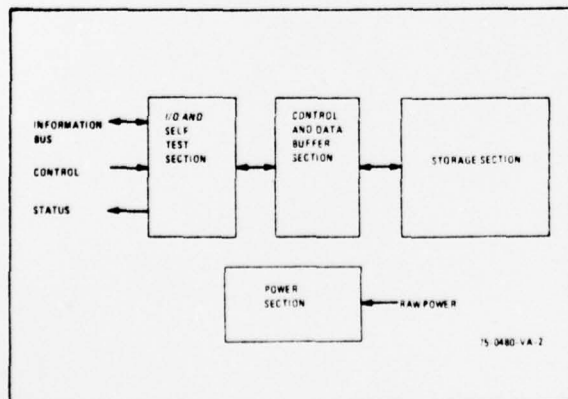 INFORMATION
BUS
CONTROL
STATUS
I/O AND
SELF
TEST
SECTION
CONTROL
AND DATA
BUFFER
SECTION
STORAGE SECTION
POWER
SECTION
RAW POWER
75-0480-VA-2